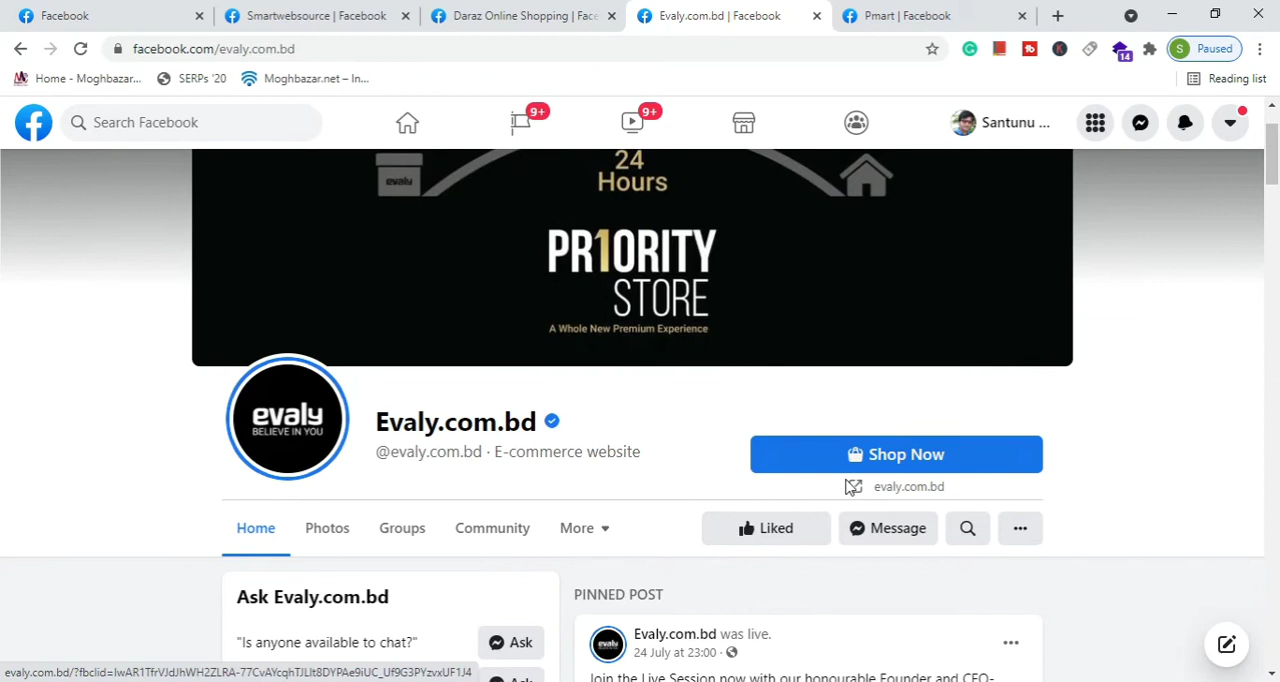 Facebook
Smartwebsource | Facebook
Daraz Online Shopping | Face
Evaly.com.bd | Facebook
Pmart | Facebook
facebook.com/evaly.com.bd
14
S
Paused
Home - Moghbazar...
SERPs '20
Moghbazar.net – In...
Reading list
Search Facebook
9+
9+
Santunu ...
evaly
24
Hours
PR1ORITY
STORE
A Whole New Premium Experience
evaly
BELIEVE IN YOU
Evaly.com.bd
@evaly.com.bd · E-commerce website
Shop Now
evaly.com.bd
Home
Photos
Groups
Community
More
Liked
Message
Ask Evaly.com.bd
"Is anyone available to chat?"
Ask
Ask
PINNED POST
evaly
Evaly.com.bd was live.
24 July at 23:00 ·
Join the Live Session now with our honourable Founder and CEO-